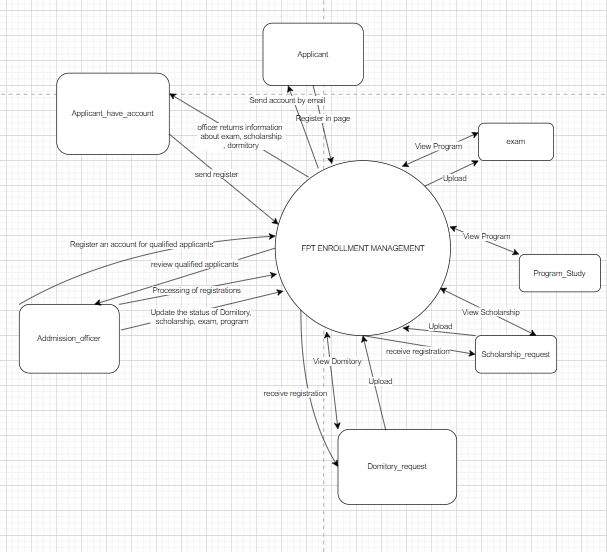 Applicant
Send account by email
Register in page
Applicant_have_account
officer returns information
about exam, scholarship
, dormitory
send register
View Program
exam
Upload
FPT ENROLLMENT MANAGEMENT
View Program
Program_Study
Register an account for qualified applicants
review qualified applicants
Processing of registrations
Update the status of Domitory,
scholarship, exam, program
Addmission_officer
View Scholarship
Upload
receive registration
Scholarship_request
View Domitory
Upload
receive registration
Domitory_request